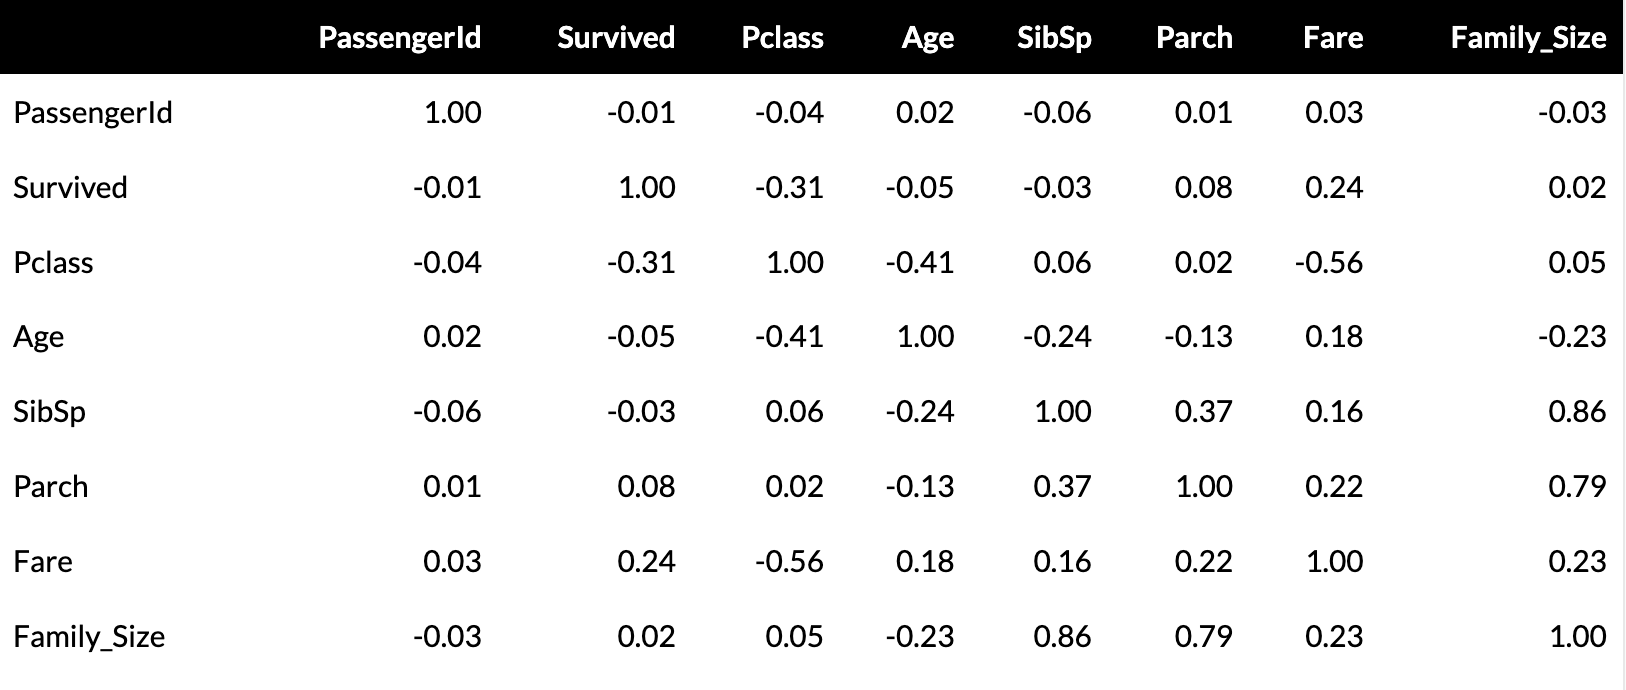 PassengerId Survived Pclass Age SibSp Parch Fare Family_Size
PassengerId 1.00 -0.01 -0.04 0.02 -0.06 0.01 0.03 -0.03
Survived -0.01 1.00 -0.31 -0.05 -0.03 0.08 0.24 0.02
Pclass -0.04 -0.31 1.00 -0.41 0.06 0.02 -0.56 0.05
Age 0.02 -0.05 -0.41 1.00 -0.24 -0.13 0.18 -0.23
SibSp -0.06 -0.03 0.06 -0.24 1.00 0.37 0.16 0.86
Parch 0.01 0.08 0.02 -0.13 0.37 1.00 0.22 0.79
Fare 0.03 0.24 -0.56 0.18 0.16 0.22 1.00 0.23
Family_Size -0.03 0.02 0.05 -0.23 0.86 0.79 0.23 1.00